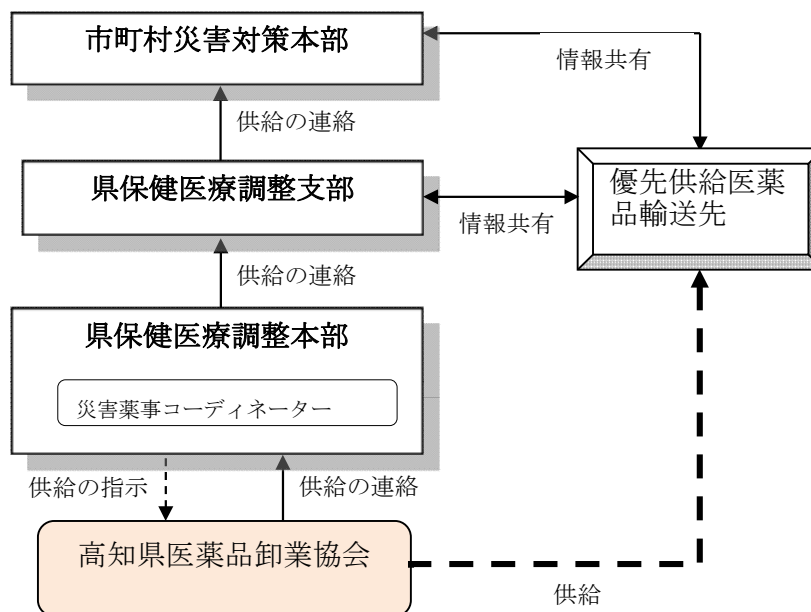 市町村災害対策本部
情報共有
供給の連絡
県保健医療調整支部
優先供給医薬
品輸送先
情報共有
供給の連絡
県保健医療調整本部
災害薬事コーディネーター
供給の指示
供給の連絡
高知県医薬品卸業協会
供給